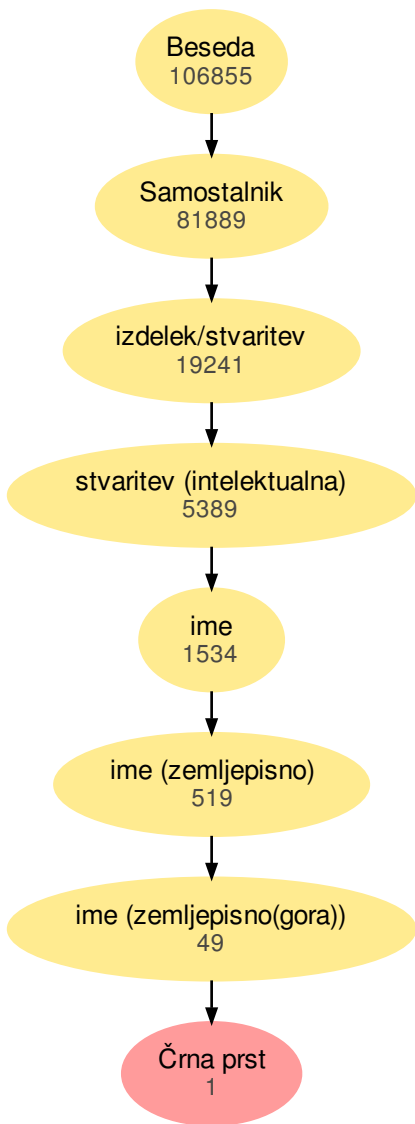 Beseda
106855
Samostalnik
81889
izdelek/stvaritev
19241
stvaritev (intelektualna)
5389
ime
1534
ime (zemljepisno)
519
ime (zemljepisno(gora))
49
Črna prst
1